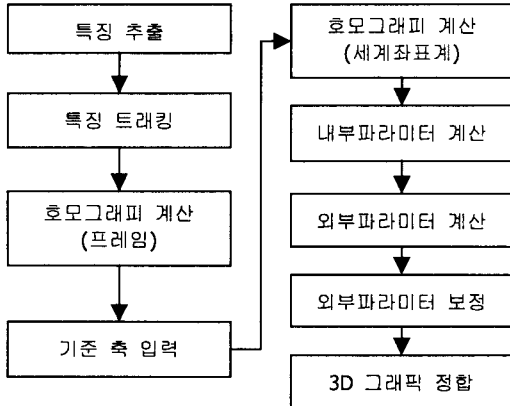 특징 추출
특징 트래킹
호모그래피 계산
(프레임)
기준 축 입력
호모그래피 계산
(세계좌표계)
내부파라미터 계산
외부파라미터 계산
외부파라미터 보정
3D 그래픽 정합